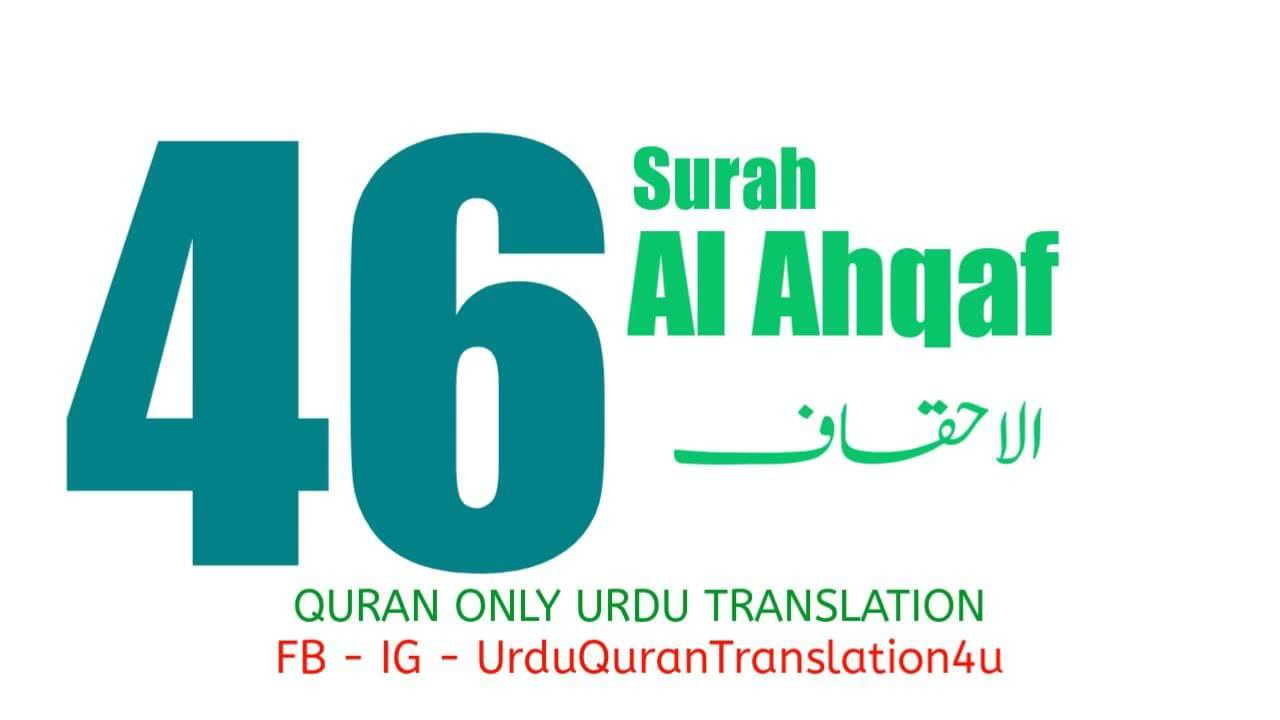 46
Surah
Al Ahqaf
الاحقاف
QURAN ONLY URDU TRANSLATION
FB - IG - UrduQuranTranslation4u